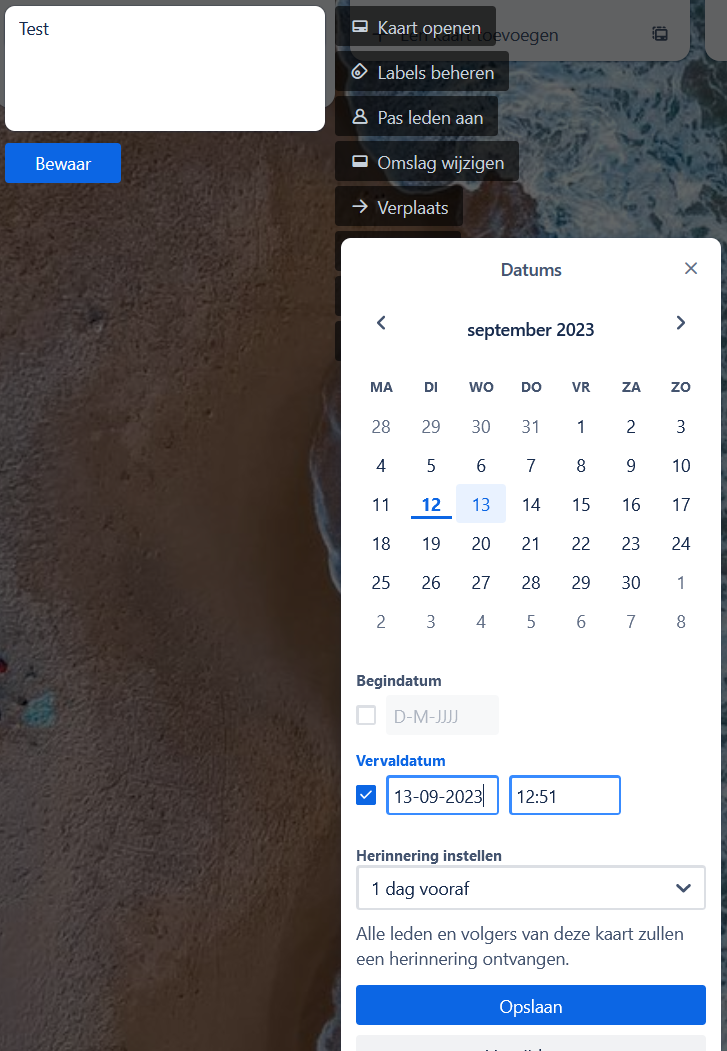 Test
Bewaar
Kaart openen
Een kaart toevoegen
Labels beheren
Pas leden aan
Omslag wijzigen
Verplaats
Datums
september 2023
MA DI WO DO VR ZA ZO
28 29 30 31 1 2 3
4 5 6 7 8 9 10
11 12 13 14 15 16 17
18 19 20 21 22 23 24
25 26 27 28 29 30 1
2 3 4 5 6 7 8
Begindatum
D-M-JJJJ
Vervaldatum
13-09-2023 12:51
Herinnering instellen
1 dag vooraf
Alle leden en volgers van deze kaart zullen
een herinnering ontvangen.
Opslaan